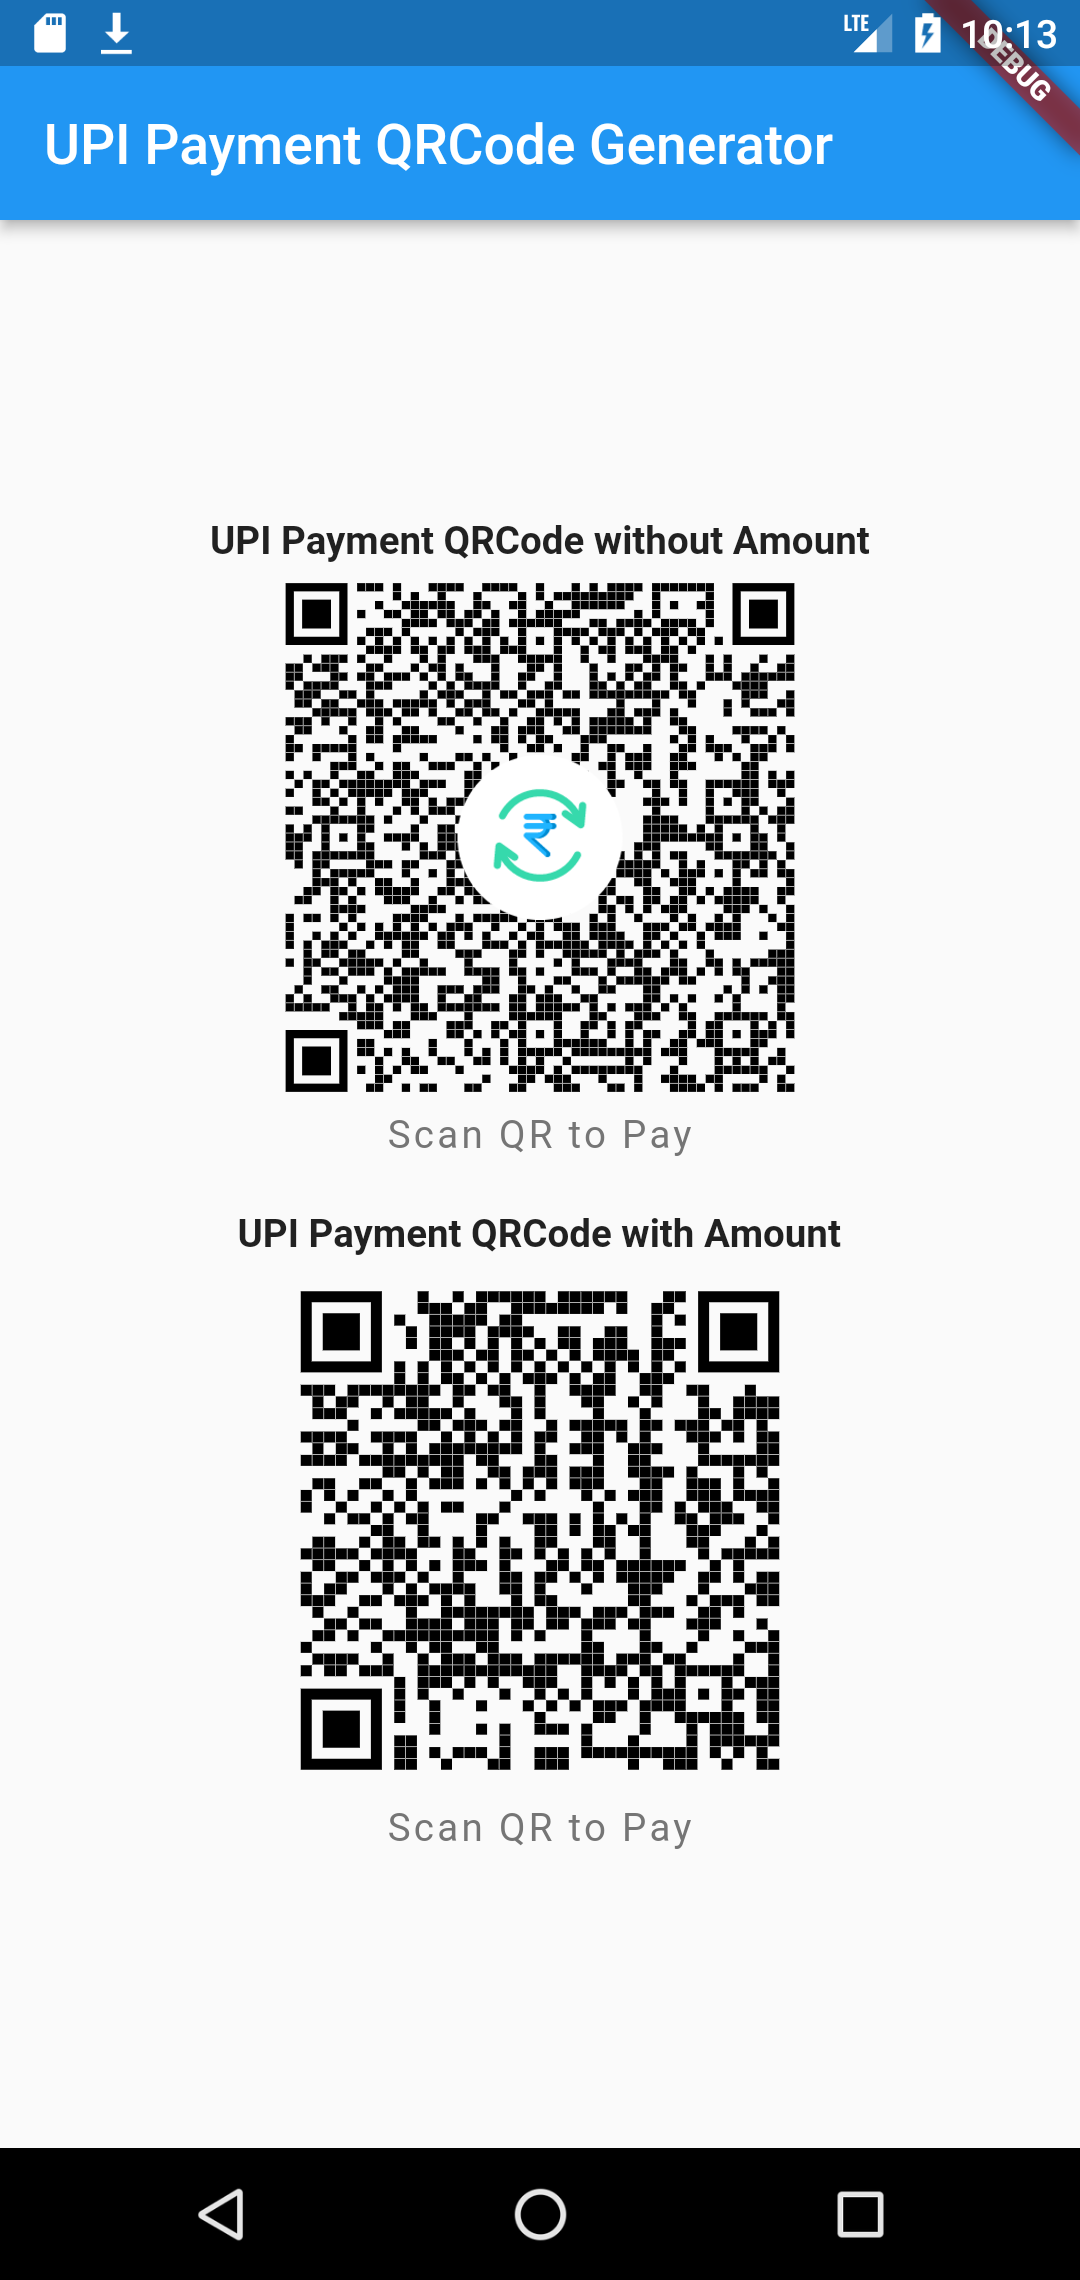 LTE 10:13
DEBUG
UPI Payment QRCode Generator
UPI Payment QRCode without Amount
₹
Scan QR to Pay
UPI Payment QRCode with Amount
Scan QR to Pay